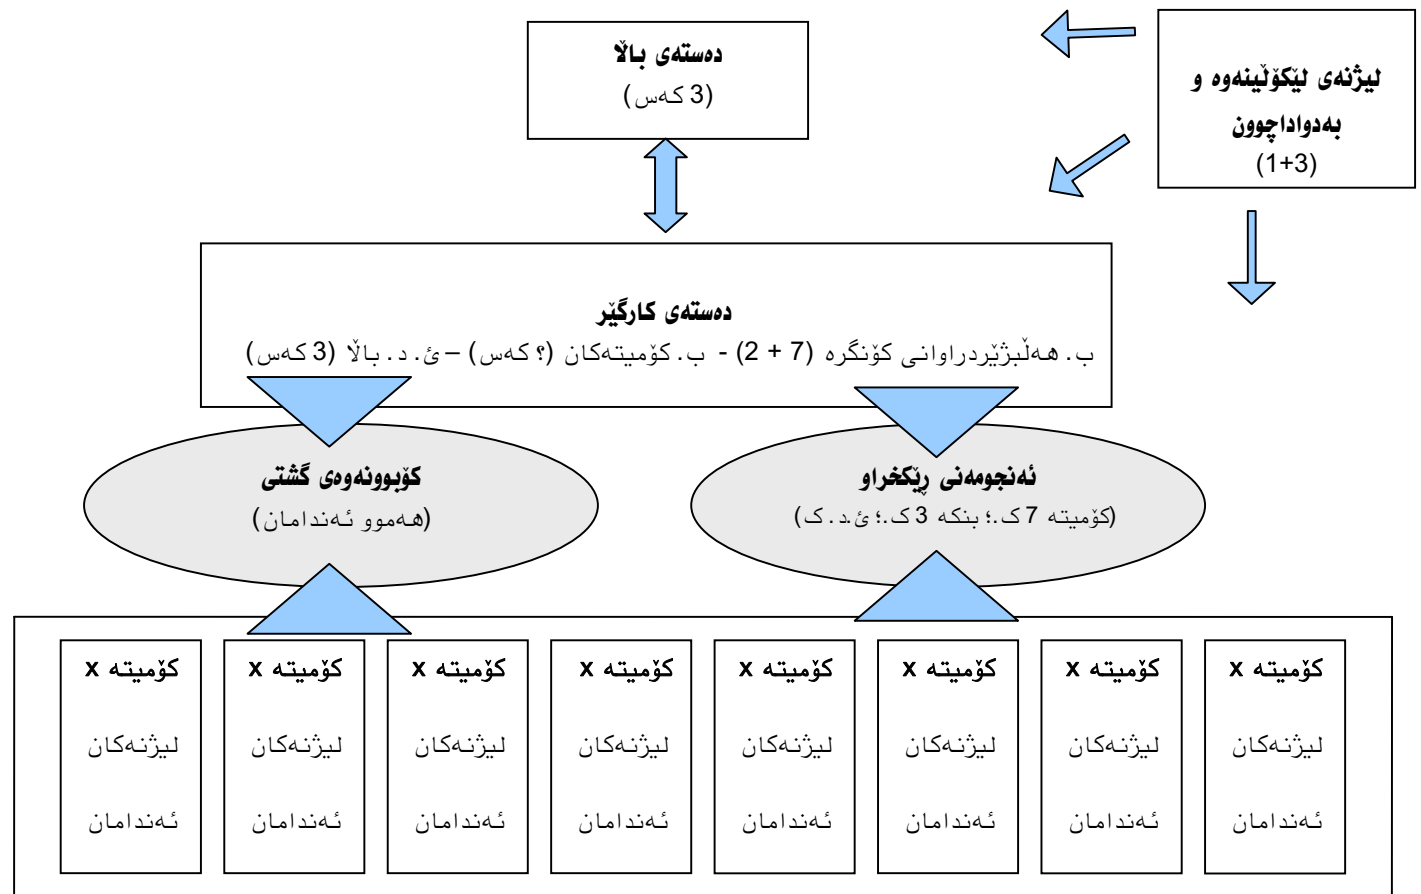 دەستەی باڵا
(3 کەس)
لیژنەی لێکۆڵینەوە و
بەدواداچوون
(1+3)
دەستەی کارگێر
ب. هەڵبژێردراوانی کۆنگرە (7 + 2) - ب. کۆمیتەکان (؟ کەس) – ئ. د. باڵا (3 کەس)
ئەنجومەنی ڕێکخراو
(کۆمیتە 7 ک.؛ بنکە 3 ک.؛ ئ.د. ک)
کۆبوونەوەی گشتی
(هەموو ئەندامان)
کۆمیتە x
لیژنەکان
ئەندامان
کۆمیتە x
لیژنەکان
ئەندامان
کۆمیتە x
لیژنەکان
ئەندامان
کۆمیتە x
لیژنەکان
ئەندامان
کۆمیتە x
لیژنەکان
ئەندامان
کۆمیتە x
لیژنەکان
ئەندامان
کۆمیتە x
لیژنەکان
ئەندامان
کۆمیتە x
لیژنەکان
ئەندامان